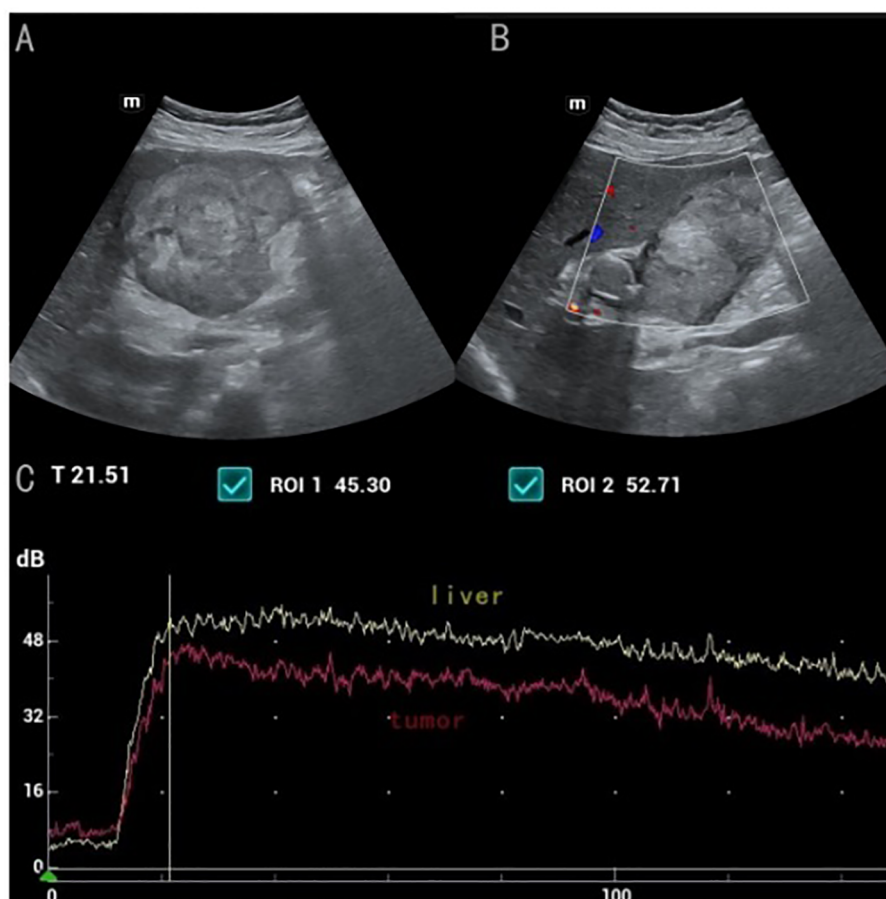 A
B
m
m
C T 21.51
ROI 1 45.30
ROI 2 52.71
dB
liver
48
tumor
32
16
0
0
100